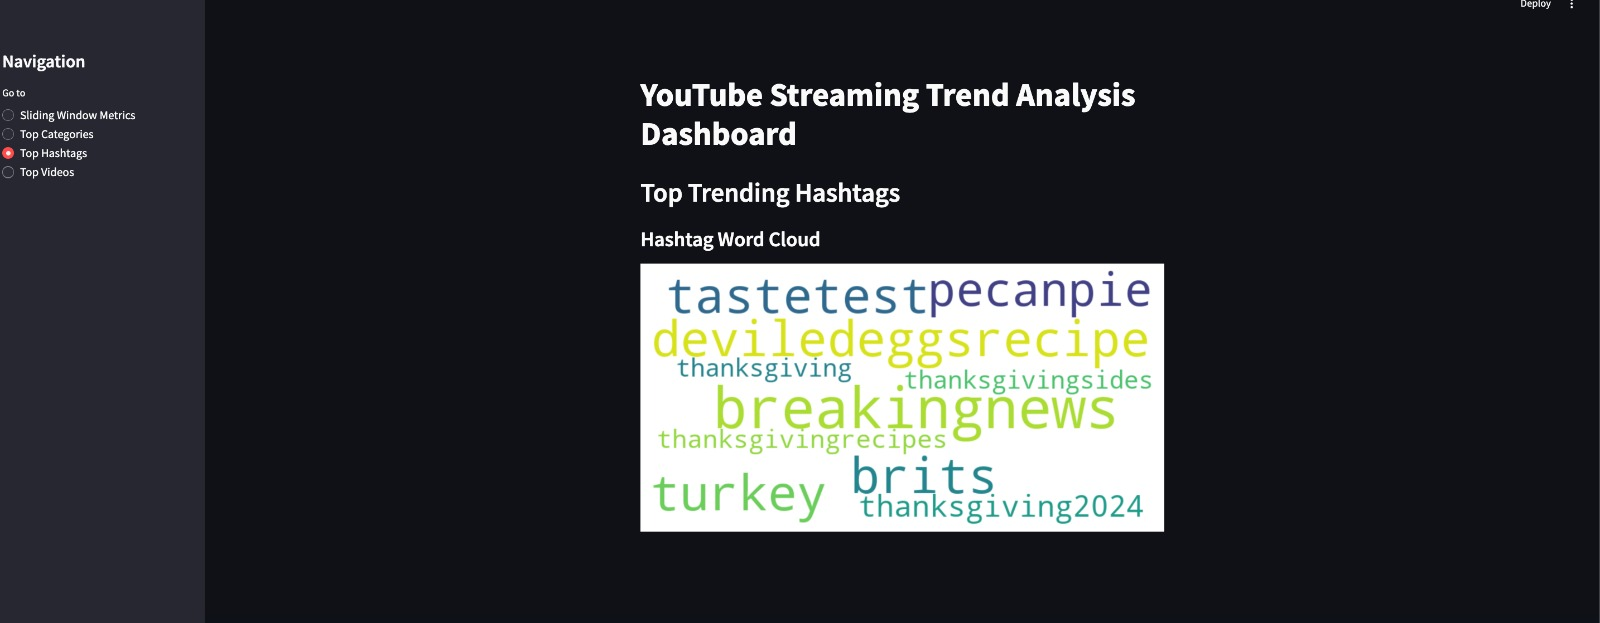 Deploy
Navigation
Go to
Sliding Window Metrics
Top Categories
Top Hashtags
Top Videos
YouTube Streaming Trend Analysis
Dashboard
Top Trending Hashtags
Hashtag Word Cloud
tastetest
pecanpie
deviledeggsrecipe
thanksgiving
thanksgivingsides
breakingnews
thanksgivingrecipes
brits
turkey
thanksgiving2024